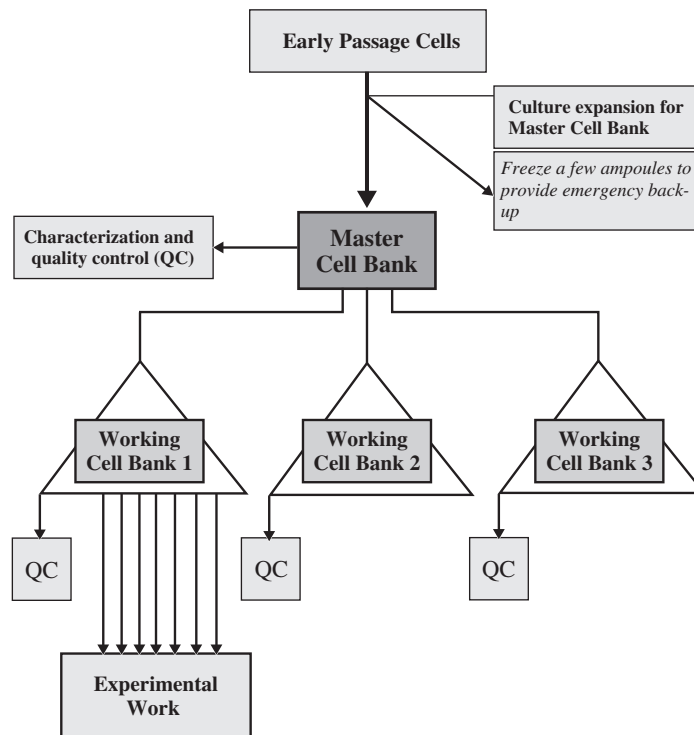 Early Passage Cells
Culture expansion for
Master Cell Bank
Freeze a few ampoules to
provide emergency back-
up
Characterization and
quality control (QC)
Master
Cell Bank
Working
Cell Bank 1
Working
Cell Bank 2
Working
Cell Bank 3
QC
QC
QC
Experimental
Work